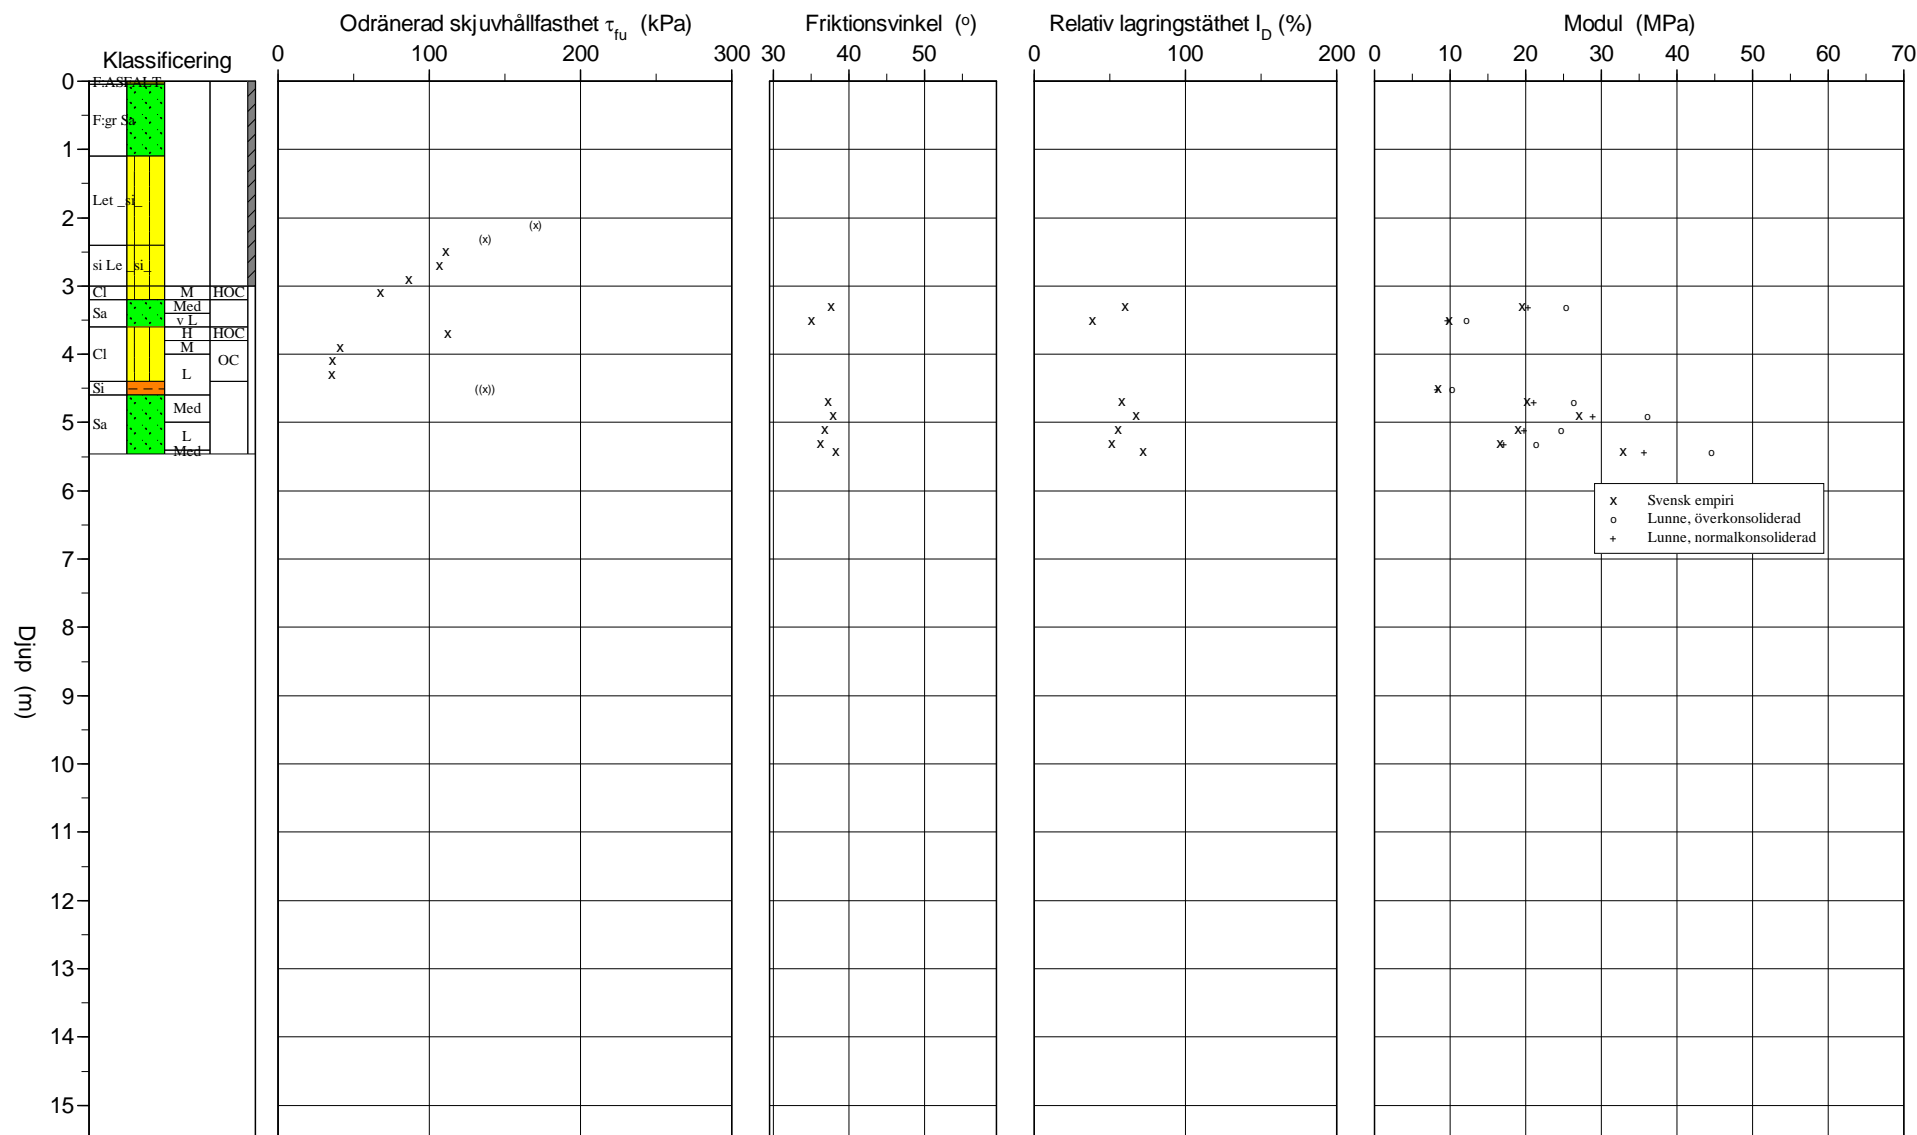 Odränerad skjuvhållfasthet τfu (kPa)
Friktionsvinkel (o)
Relativ lagringstäthet ID (%)
Modul (MPa)
Klassificering
0 100 200 300
30 40 50
0 100 200
0 10 20 30 40 50 60 70
0
F:ASFALT
F:gr Sa
1
Let _si_
2
(x)
(x)
si Le _si_
3
Cl M HOC
Sa Med
v L
H HOC
Cl M
4
OC
L
Si
((x))
Med
5
Sa
L
Med
6
x Svensk empiri
o Lunne, överkonsoliderad
+ Lunne, normalkonsoliderad
7
8
Djup (m)
9
10
11
12
13
14
15